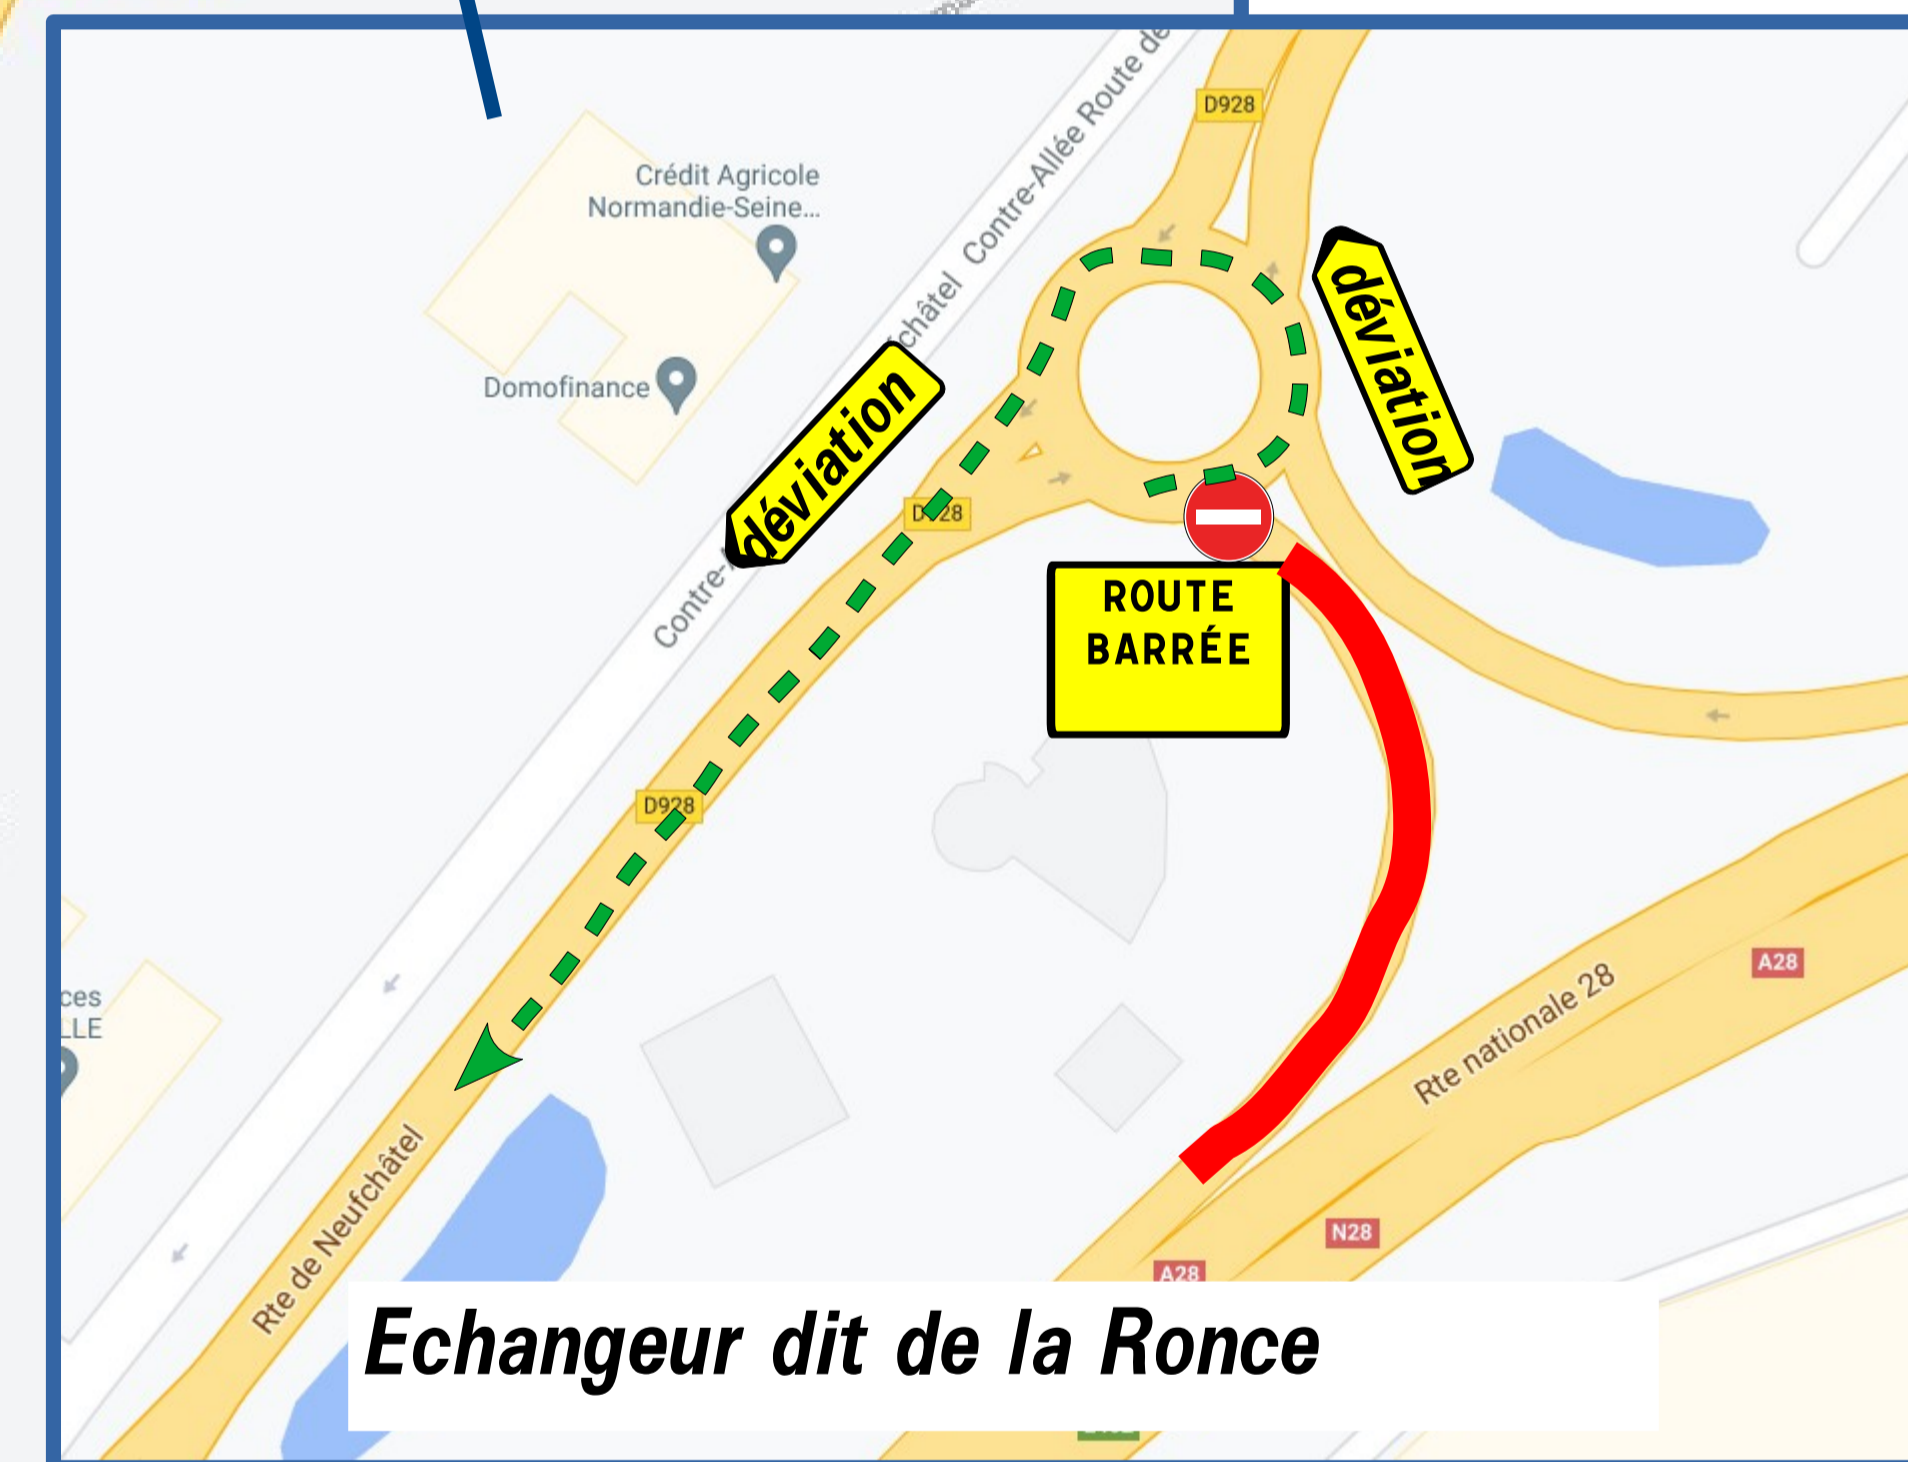 Contre-Allée Route de
D928
Crédit Agricole
Normandie-Seine...
châtel
déviation
Domofinance
déviation
ROUTE
BARRÉE
Contre-
D928
A28
ces
LLE
Rte nationale 28
Rte de Neufchâtel
N28
A28
Echangeur dit de la Ronce